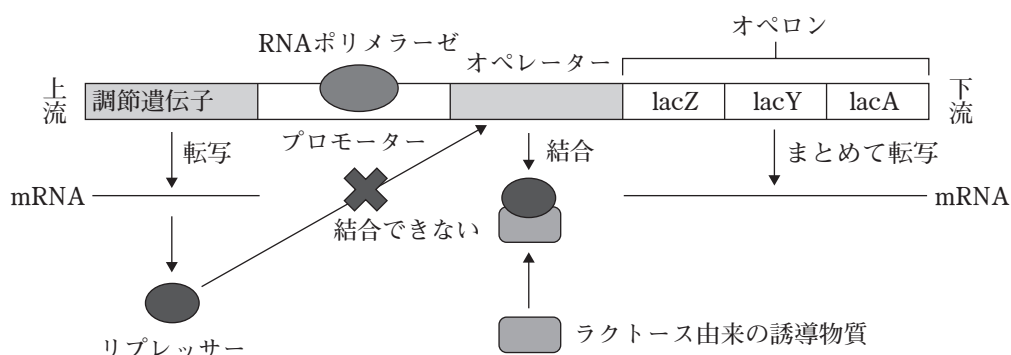 オペロン
RNAポリメラーゼ
オペレーター
上流
調節遺伝子
lacZ
lacY
lacA
下流
転写
プロモーター
結合
まとめて転写
mRNA
mRNA
結合できない
ラクトース由来の誘導物質
リプレッサー